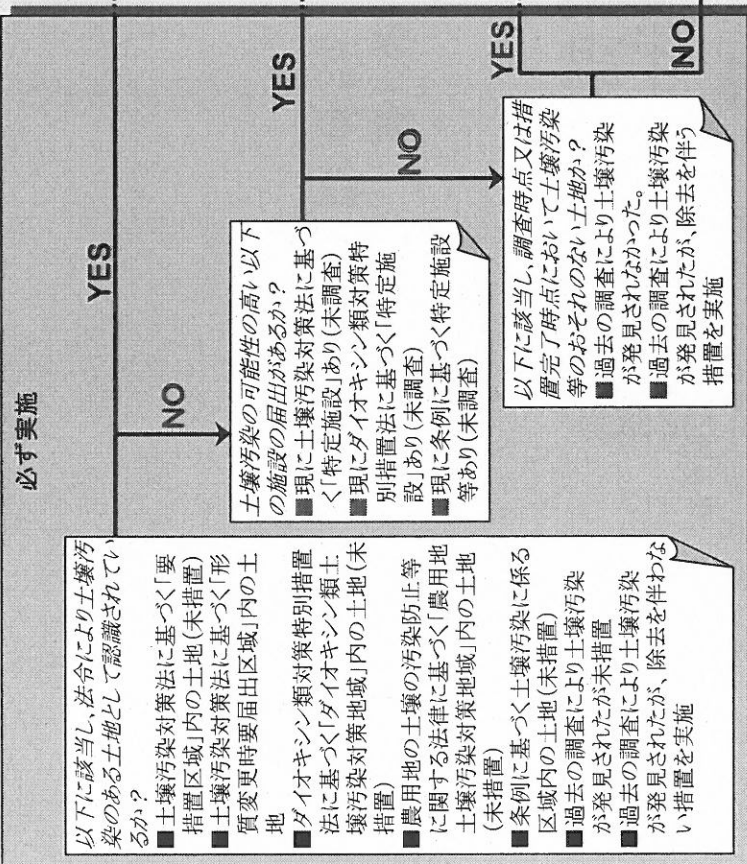 必ず実施
以下に該当し、法令により土壌汚
染のある土地として認識されてい
るか?
■土壌汚染対策法に基づく「要
措置区域」内の土地(未措置)
■土壌汚染対策法に基づく「形
質変更時要届出区域」内の土
地
■ダイオキシン類対策特別措置
法に基づく「ダイオキシン類土
壌汚染対策地域」内の土地(未
措置)
■農用地の土壌の汚染防止等
に関する法律に基づく「農用地
土壌汚染対策地域」内の土地
(未措置)
■条例に基づく土壌汚染に係る
区域内の土地(未措置)
■過去の調査により土壌汚染
が発見されたが未措置
■過去の調査により土壌汚染
が発見されたが、除去を伴わな
い措置を実施
YES
NO
土壌汚染の可能性の高い以下
の施設の届出があるか?
■現に土壌汚染対策法に基づ
く「特定施設」あり(未調査)
■現にダイオキシン類対策特
別措置法に基づく「特定施
設」あり(未調査)
■現に条例に基づく特定施設
等あり(未調査)
YES
NO
以下に該当し、調査時点又は措
置完了時点において土壌汚染
等のおそれのない土地か?
■過去の調査により土壌汚染
が発見されなかった。
■過去の調査により土壌汚染
が発見されたが、除去を伴う
措置を実施
YES
NO